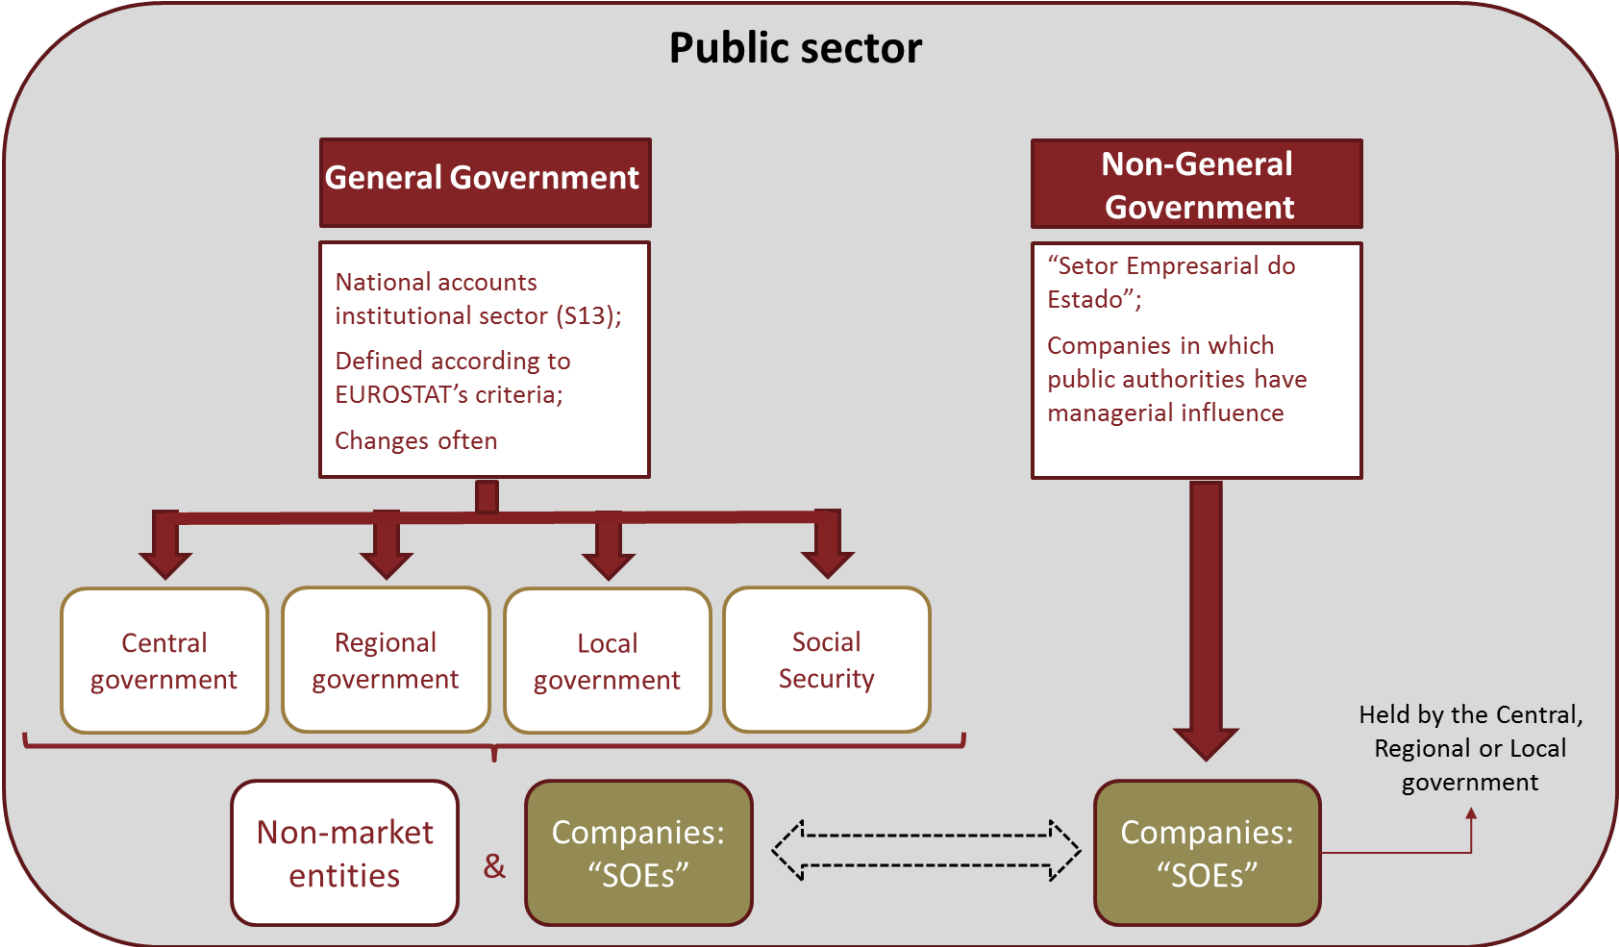 Public sector
General Government
National accounts
institutional sector (S13);
Defined according to
EUROSTAT’s criteria;
Changes often
Non-General
Government
“Setor Empresarial do
Estado”;
Companies in which
public authorities have
managerial influence
Central
government
Regional
government
Local
government
Social
Security
Non-market
entities
&
Companies:
“SOEs”
Companies:
“SOEs”
Held by the Central,
Regional or Local
government